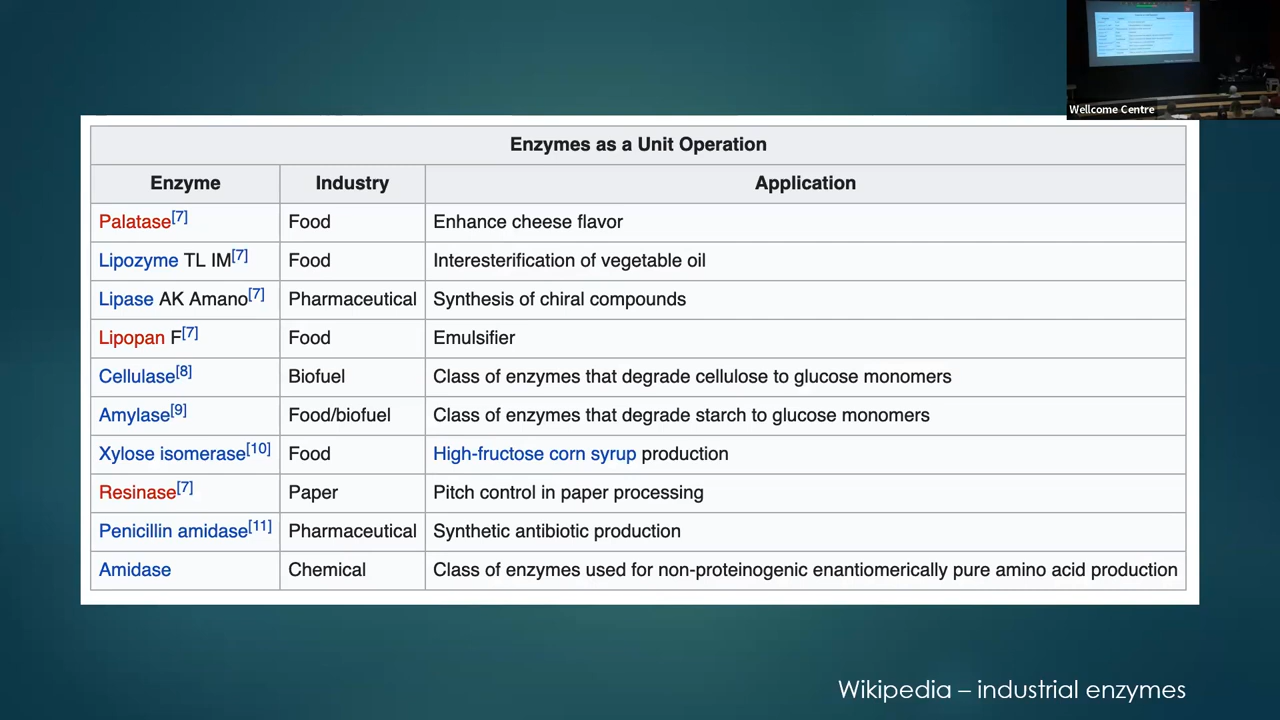 Wellcome Centre
Enzymes as a Unit Operation
Enzyme Industry Application
Palatase[7] Food Enhance cheese flavor
Lipozyme TL IM[7] Food Interesterification of vegetable oil
Lipase AK Amano[7] Pharmaceutical Synthesis of chiral compounds
Lipopan F[7] Food Emulsifier
Cellulase[8] Biofuel Class of enzymes that degrade cellulose to glucose monomers
Amylase[9] Food/biofuel Class of enzymes that degrade starch to glucose monomers
Xylose isomerase[10] Food High-fructose corn syrup production
Resinase[7] Paper Pitch control in paper processing
Penicillin amidase[11] Pharmaceutical Synthetic antibiotic production
Amidase Chemical Class of enzymes used for non-proteinogenic enantiomerically pure amino acid production
Wikipedia – industrial enzymes